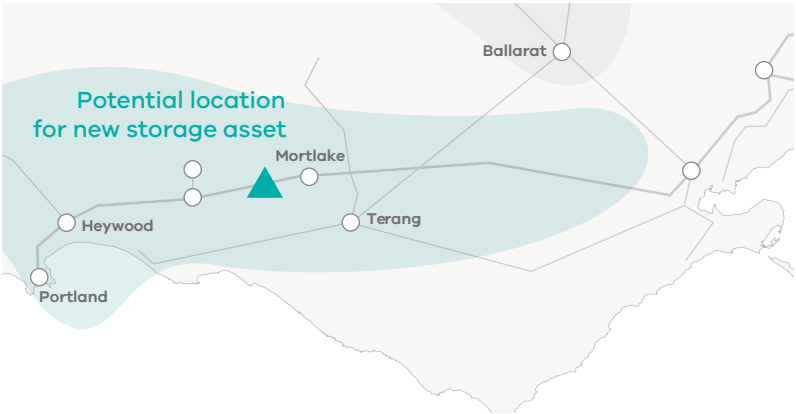 Ballarat
Potential location
for new storage asset
Mortlake
Heywood
Terang
Portland